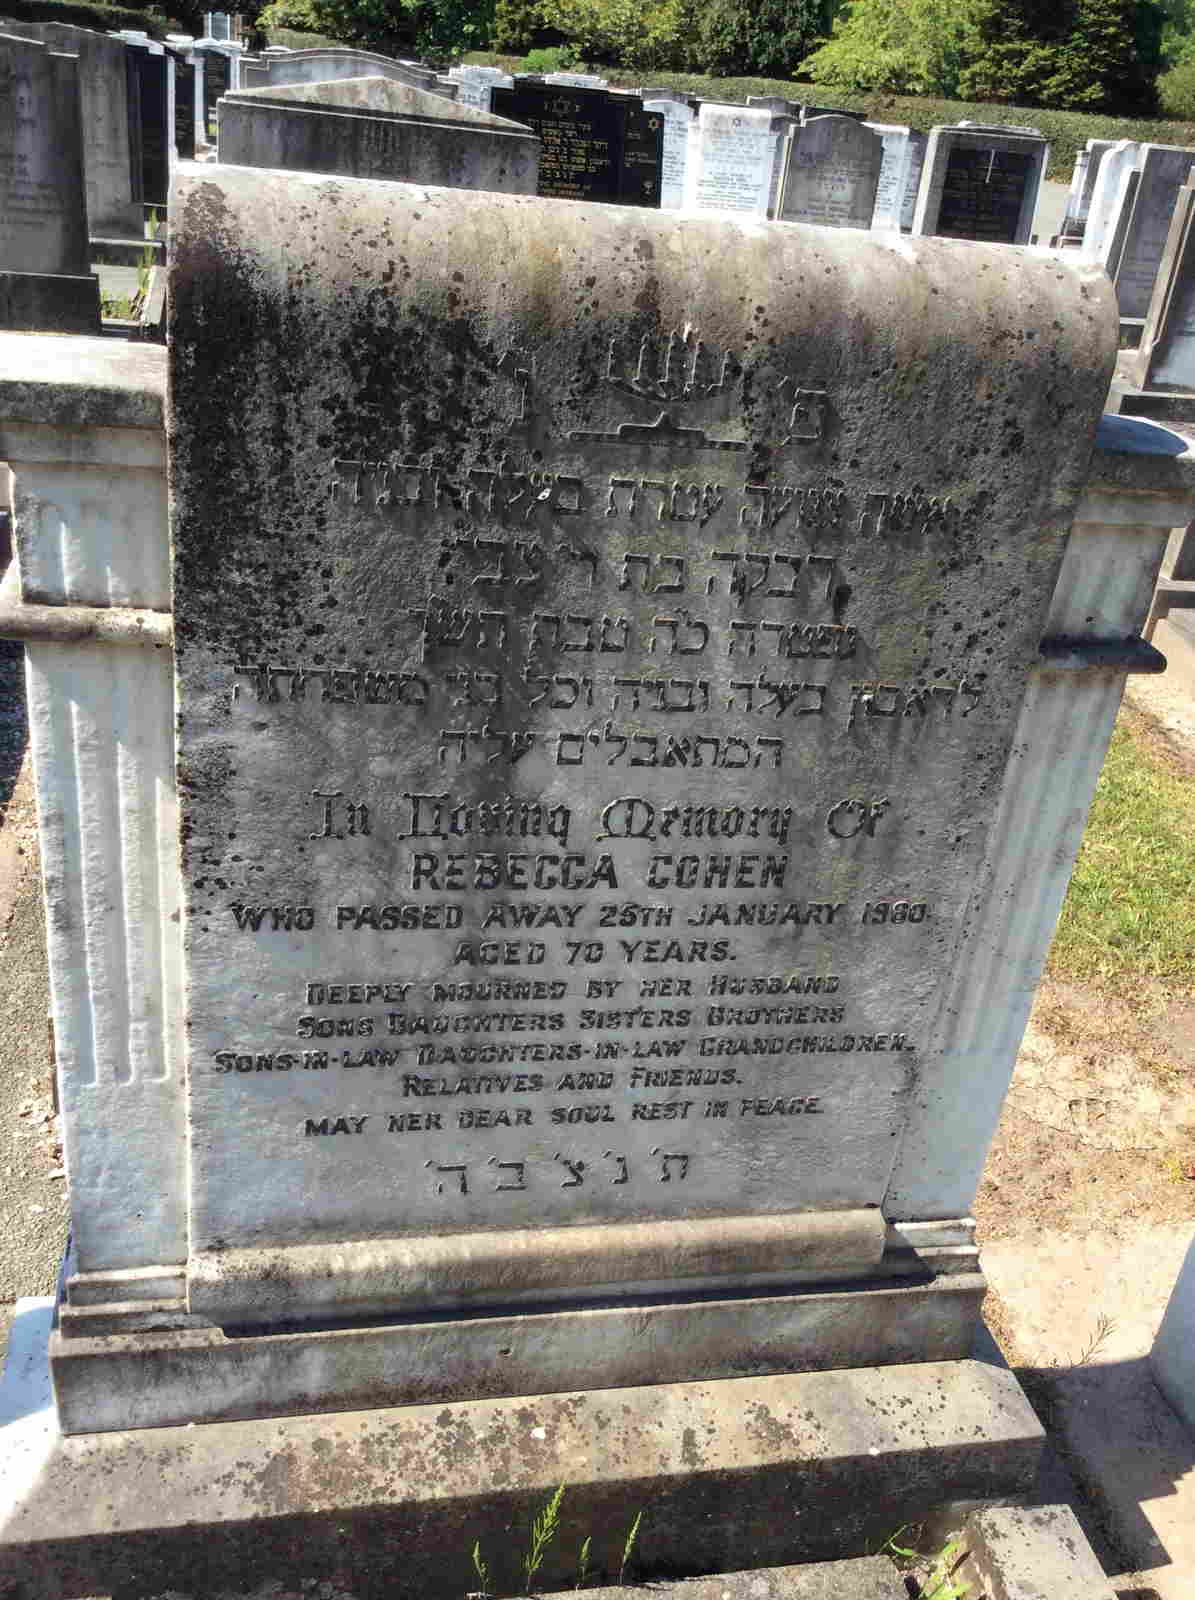 פ' נ'
אשה צנועה עטרת בעלה ובניה
רבקה בת ר' צבי
נפטרה כ"ה טבת תש"ך
לדאבון בעלה ובניה וכל בני משפחתה
המתאבלים עליה
In Loving Memory Of
REBECCA COHEN
WHO PASSED AWAY 25TH JANUARY 1960
AGED 70 YEARS.
DEEPLY MOURNED BY HER HUSBAND
SONS DAUGHTERS SISTERS BROTHERS
SONS-IN-LAW DAUGHTERS-IN-LAW GRANDCHILDREN.
RELATIVES AND FRIENDS.
MAY HER DEAR SOUL REST IN PEACE.
ת' נ' צ' ב' ה'